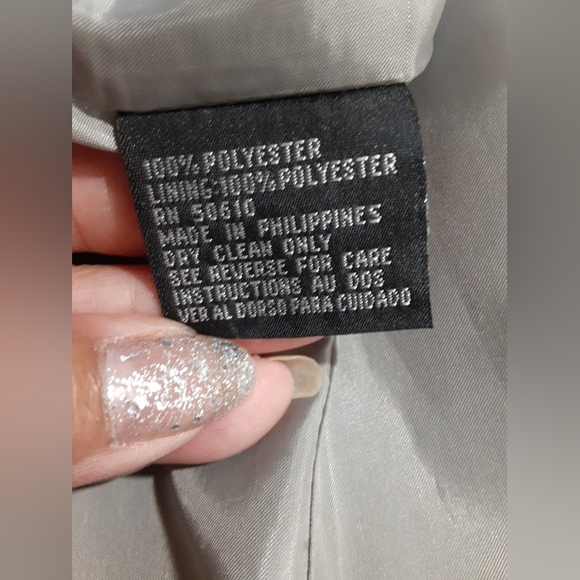 100% POLYESTER
LINING:100% POLYESTER
RN 50610
MADE IN PHILIPPINES
DRY CLEAN ONLY
SEE REVERSE FOR CARE
INSTRUCTIONS AU DOS
VER AL DORSO PARA CUIDADO